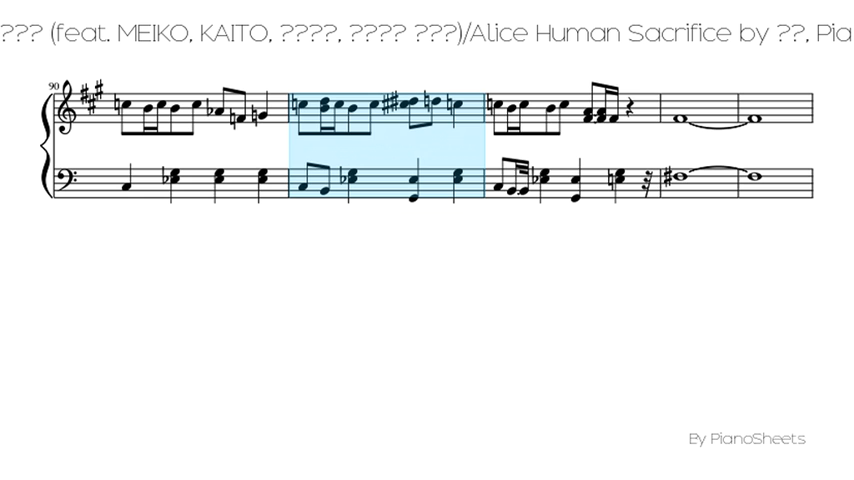 (feat. MEIKO, KAITO, )/Alice Human Sacrifice by , Pia
90
By PianoSheets